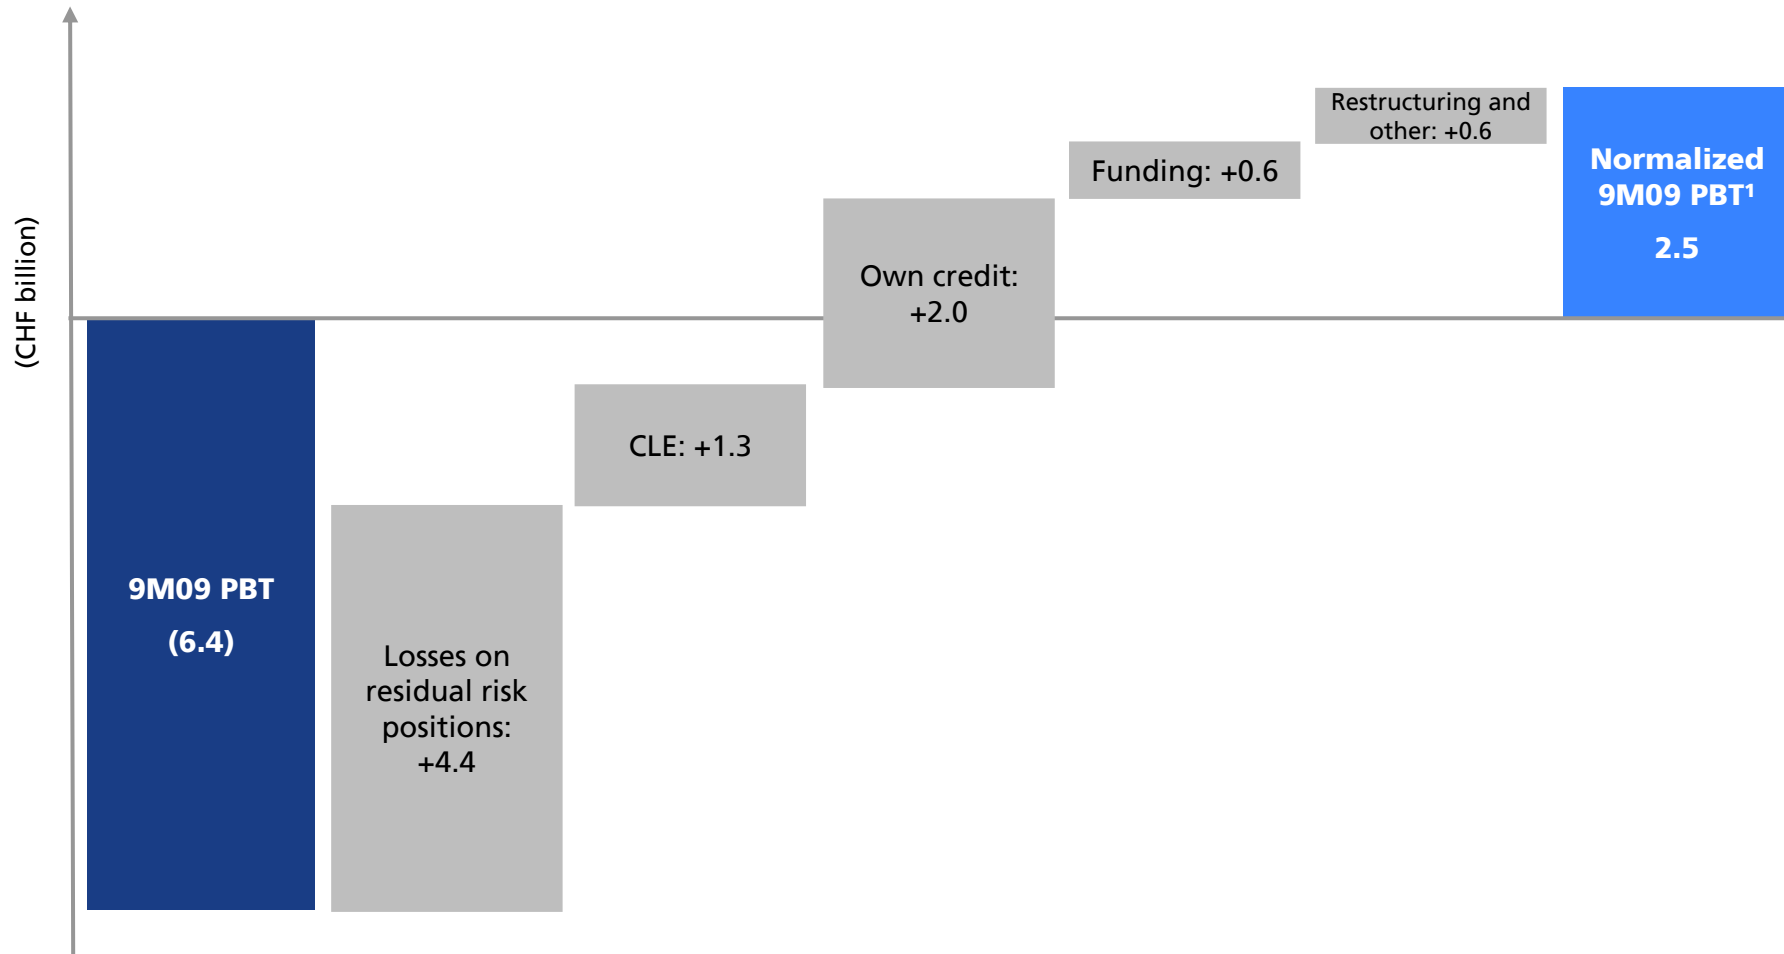 (CHF billion)
9M09 PBT
(6.4)
Losses on
residual risk
positions:
+4.4
CLE: +1.3
Own credit:
+2.0
Funding: +0.6
Restructuring and
other: +0.6
Normalized
9M09 PBT¹
2.5